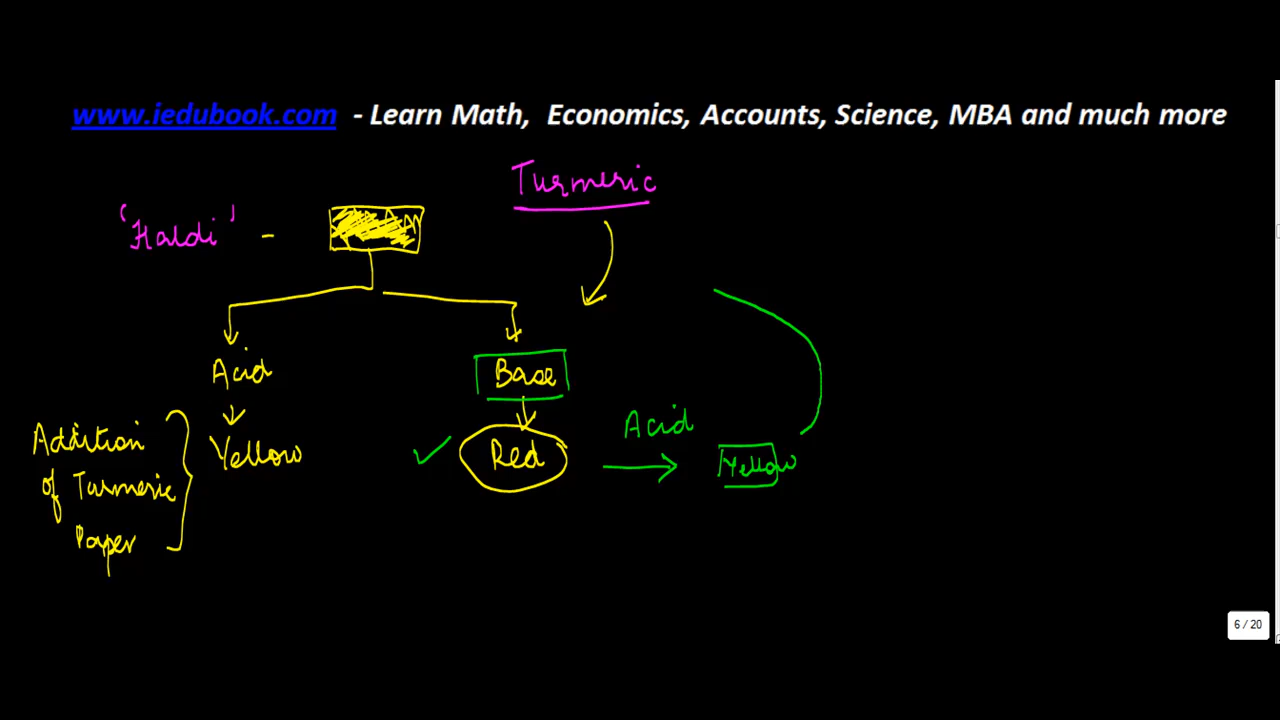 www.iedubook.com - Learn Math, Economics, Accounts, Science, MBA and much more
Turmeric
'Haldi' -
Acid
Base
Acid
Addition
of Turmeric
Paper
Yellow
Red
Yellow
6 / 20